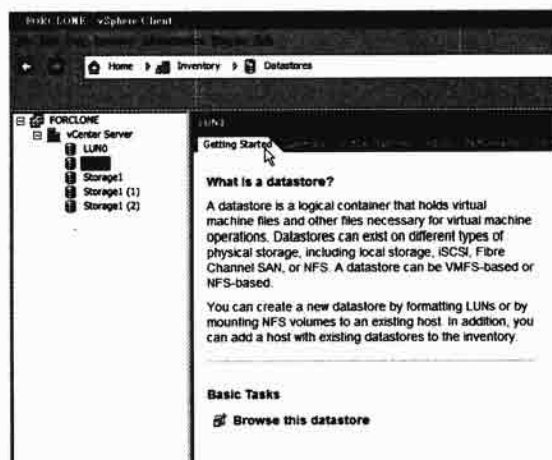 FORCLONE - vSphere Client
Home Inventory Datastores
FORCLONE
vCenter Server
LUN0
Storage1
Storage1 (1)
Storage1 (2)
Getting Started
What is a datastore?
A datastore is a logical container that holds virtual
machine files and other files necessary for virtual machine
operations. Datastores can exist on different types of
physical storage, including local storage, iSCSI, Fibre
Channel SAN, or NFS. A datastore can be VMFS-based or
NFS-based.
You can create a new datastore by formatting LUNs or by
mounting NFS volumes to an existing host. In addition, you
can add a host with existing datastores to the inventory.
Basic Tasks
Browse this datastore